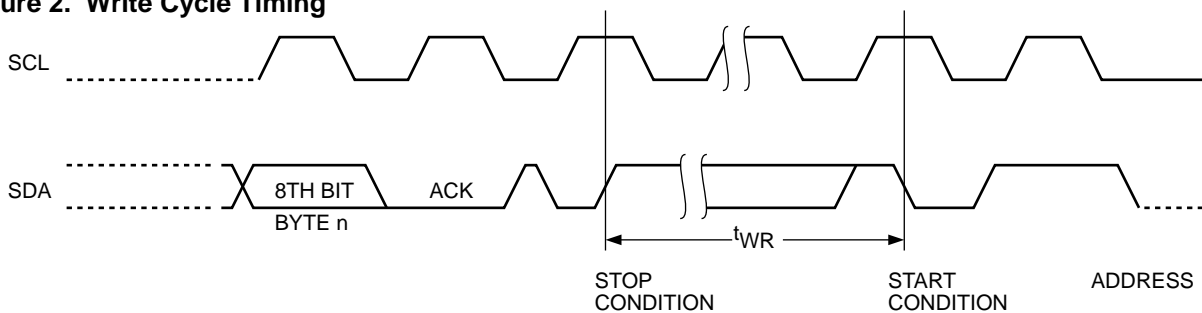 ure 2. Write Cycle Timing
SCL
SDA
8TH BIT
ACK
BYTE n
tWR
STOP
CONDITION
START
CONDITION
ADDRESS